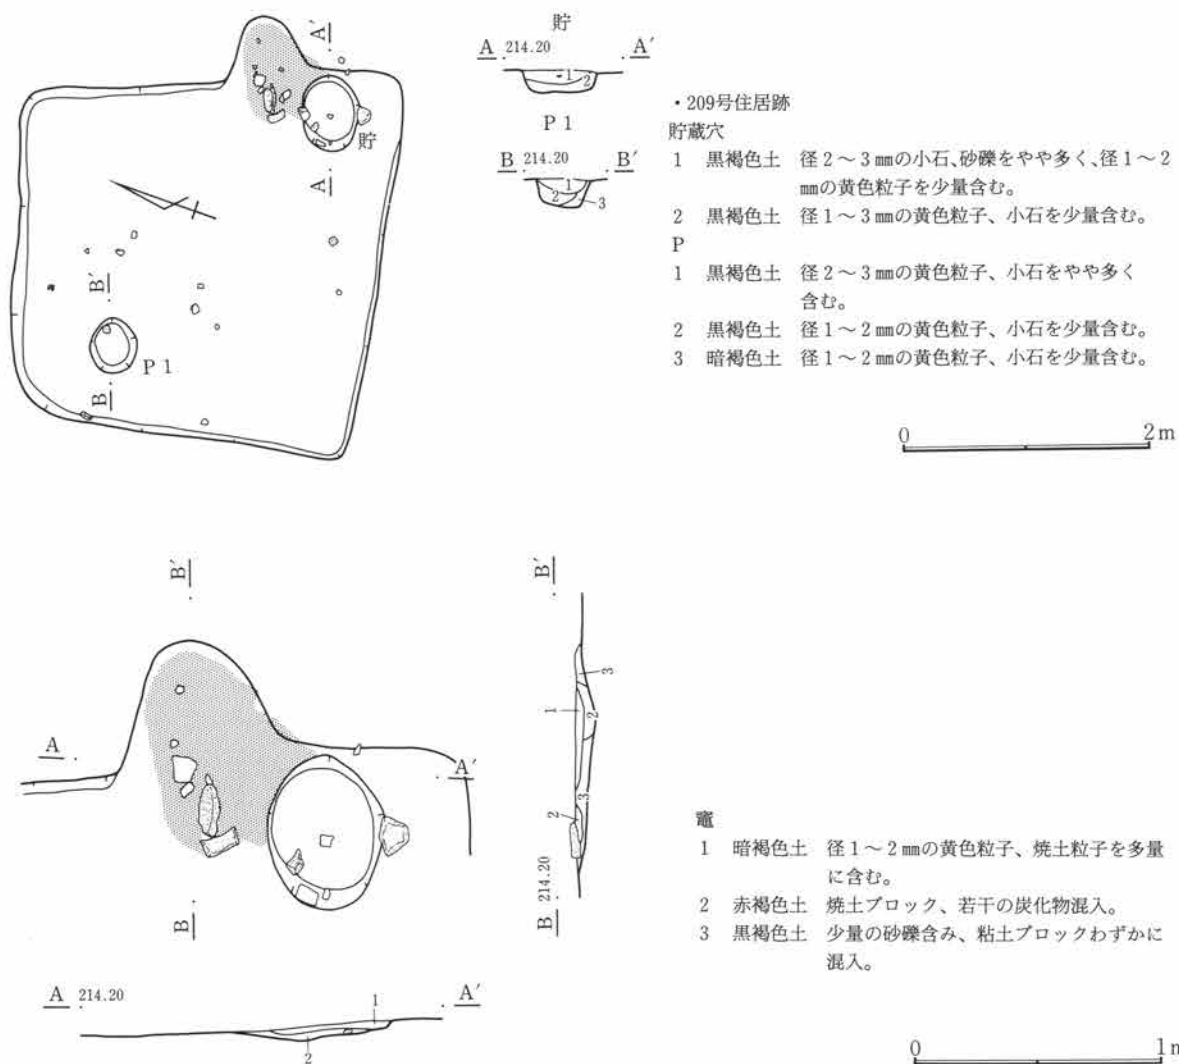 A′
貯
A
B′
P 1
B
貯
A 214.20 A′
1
2
P 1
B 214.20 B′
1
2
3
・209号住居跡
貯蔵穴
1 黒褐色土 径2～3㎜の小石、砂礫をやや多く、径1～2
㎜の黄色粒子を少量含む。
2 黒褐色土 径1～3㎜の黄色粒子、小石を少量含む。
P
1 黒褐色土 径2～3㎜の黄色粒子、小石をやや多く
含む。
2 黒褐色土 径1～2㎜の黄色粒子、小石を少量含む。
3 暗褐色土 径1～2㎜の黄色粒子、小石を少量含む。
0 2m
B′
A
A′
B
B′
3
1
2
3
2
B 214.20
竈
1 暗褐色土 径1～2㎜の黄色粒子、焼土粒子を多量
に含む。
2 赤褐色土 焼土ブロック、若干の炭化物混入。
3 黒褐色土 少量の砂礫含み、粘土ブロックわずかに
混入。
A 214.20 A′
1
2
0 1m